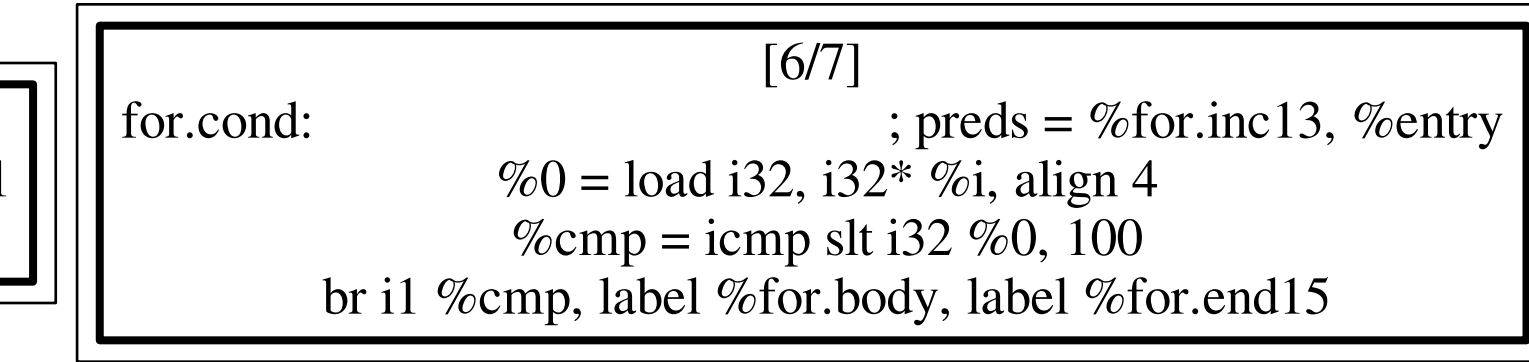 [6/7]
for.cond: ; preds = %for.inc13, %entry
%0 = load i32, i32* %i, align 4
%cmp = icmp slt i32 %0, 100
br i1 %cmp, label %for.body, label %for.end15